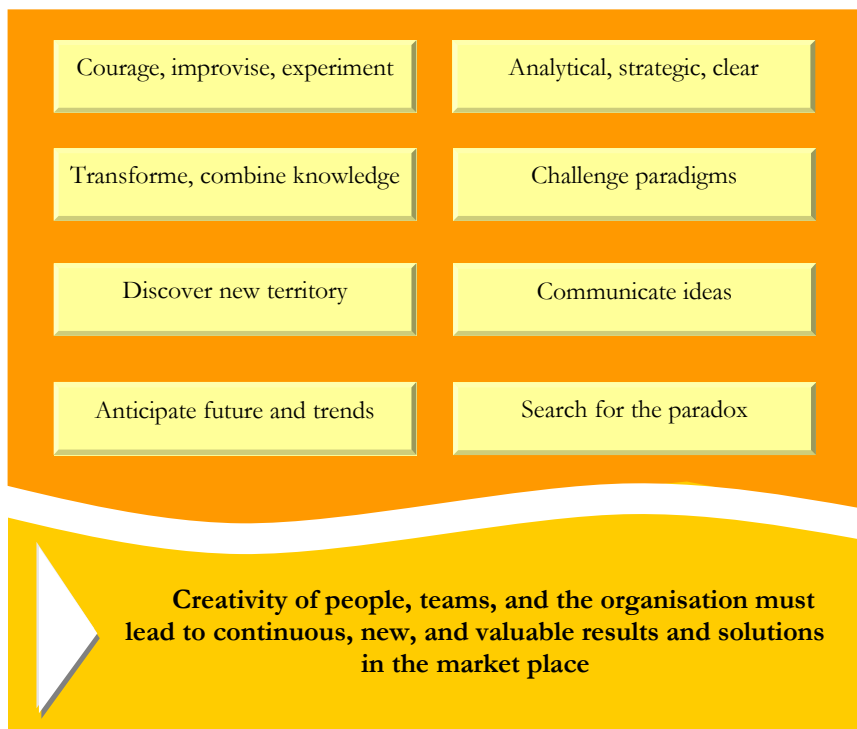 Courage, improvise, experiment
Analytical, strategic, clear
Transforme, combine knowledge
Challenge paradigms
Discover new territory
Communicate ideas
Anticipate future and trends
Search for the paradox
Creativity of people, teams, and the organisation must
lead to continuous, new, and valuable results and solutions
in the market place